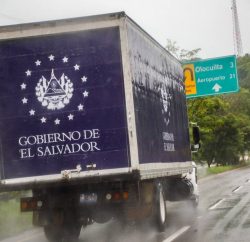 GOBIERNO DE
EL SALVADOR
Olocuilta 3
Aeropuerto 21